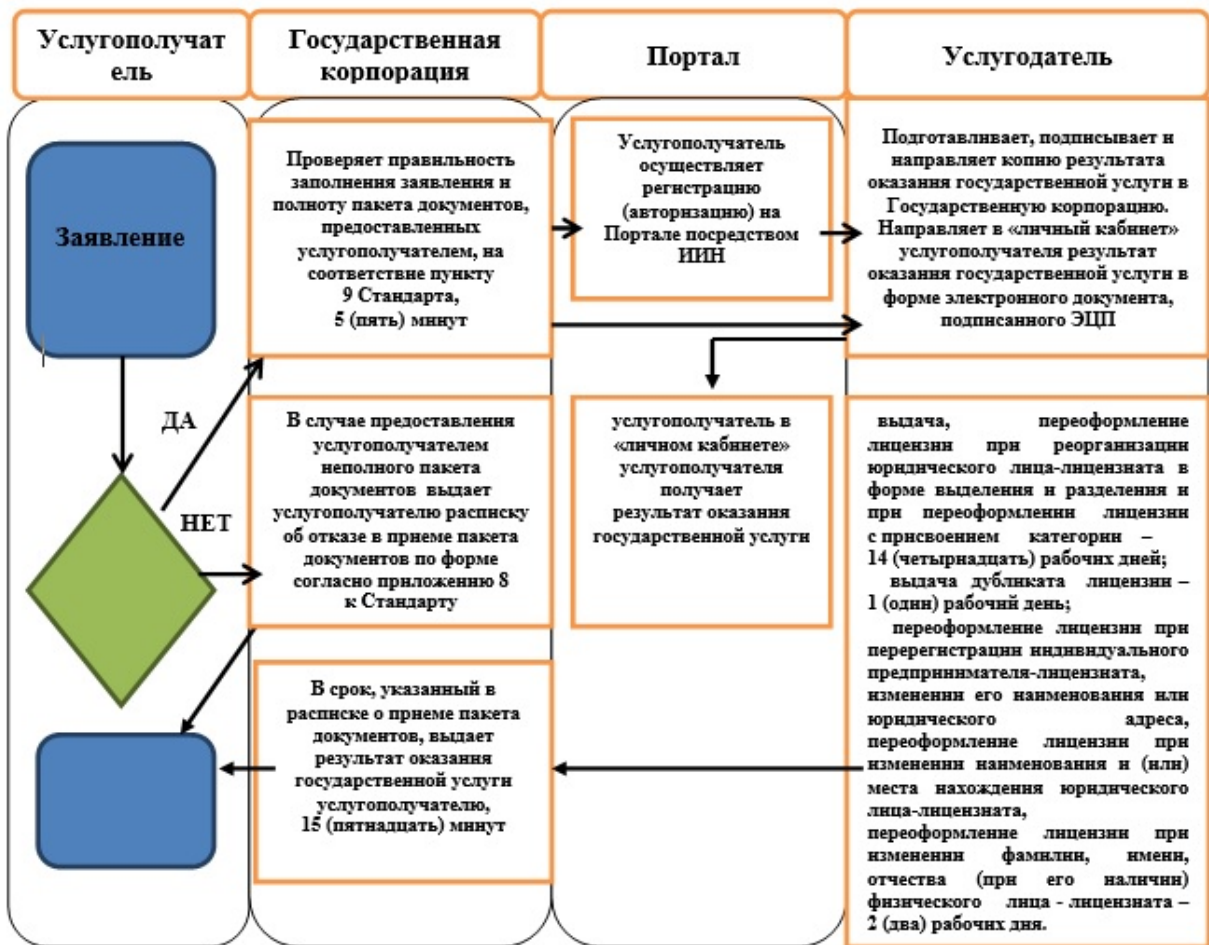 Услугополучат
ель
Государственная
корпорация
Портал
Услугодатель
Заявление
ДА
НЕТ
Проверяет правильность
заполнения заявления и
полноту пакета документов,
предоставленных
услугополучателем, на
соответствие пункту
9 Стандарта,
5 (пять) минут
Услугополучатель
осуществляет
регистрацию
(авторизацию) на
Портале посредством
ИИН
Подготавливает, подписывает и
направляет копию результата
оказания государственной услуги в
Государственную корпорацию.
Направляет в «личный кабинет»
услугополучателя результат
оказания государственной услуги в
форме электронного документа,
подписанного ЭЦП
В случае предоставления
услугополучателем
неполного пакета
документов выдает
услугополучателю расписку
об отказе в приеме пакета
документов по форме
согласно приложению 8
к Стандарту
услугополучатель в
«личном кабинете»
услугополучателя
получает
результат оказания
государственной услуги
выдача, переоформление
лицензии при реорганизации
юридического лица-лицензиата в
форме выделения и разделения и
при переоформлении лицензии
с присвоением категории –
14 (четырнадцать) рабочих дней;
выдача дубликата лицензии –
1 (один) рабочий день;
переоформление лицензии при
перерегистрации индивидуального
предпринимателя-лицензиата,
изменении его наименования или
юридического адреса,
переоформление лицензии при
изменении наименования и (или)
места нахождения юридического
лица-лицензиата,
переоформление лицензии при
изменении фамилии, имени,
отчества (при его наличии)
физического лица - лицензиата –
2 (два) рабочих дня.
В срок, указанный в
расписке о приеме пакета
документов, выдает
результат оказания
государственной услуги
услугополучателю,
15 (пятнадцать) минут